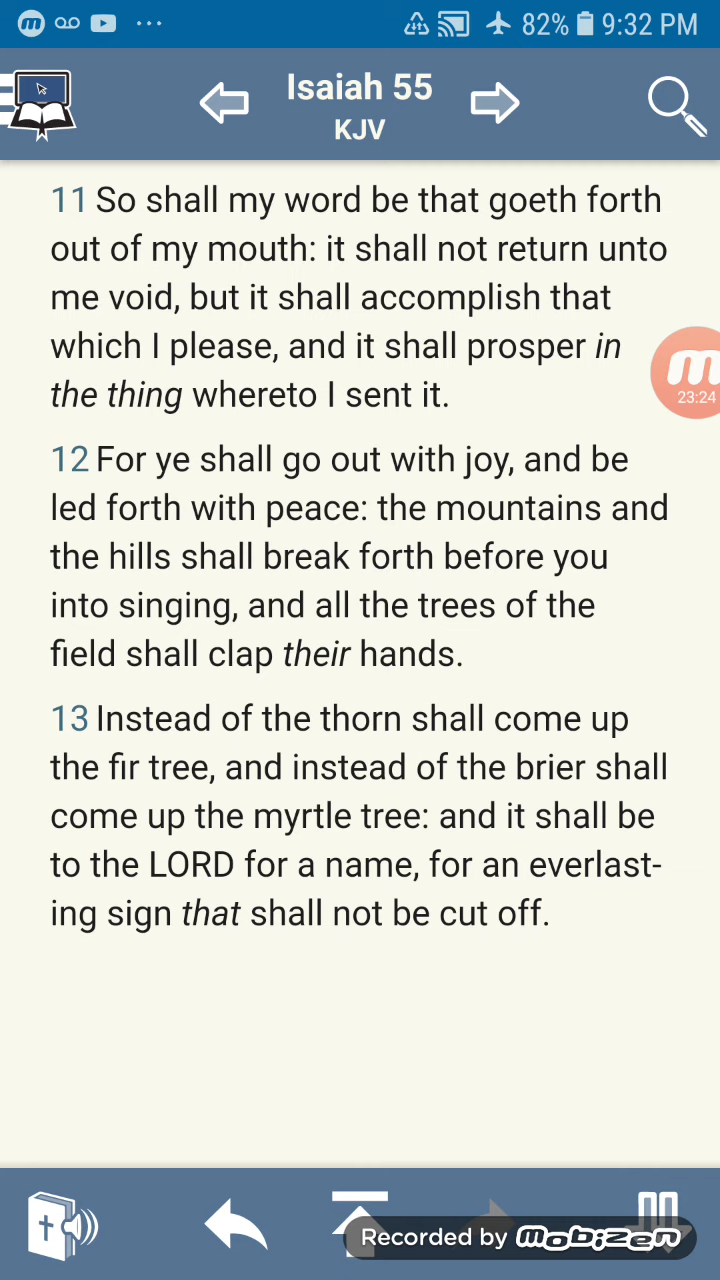 82% 9:32 PM
Isaiah 55
KJV
11 So shall my word be that goeth forth
out of my mouth: it shall not return unto
me void, but it shall accomplish that
which I please, and it shall prosper in
the thing whereto I sent it.
23:24
12 For ye shall go out with joy, and be
led forth with peace: the mountains and
the hills shall break forth before you
into singing, and all the trees of the
field shall clap their hands.
13 Instead of the thorn shall come up
the fir tree, and instead of the brier shall
come up the myrtle tree: and it shall be
to the LORD for a name, for an everlast-
ing sign that shall not be cut off.
Recorded by mobizen